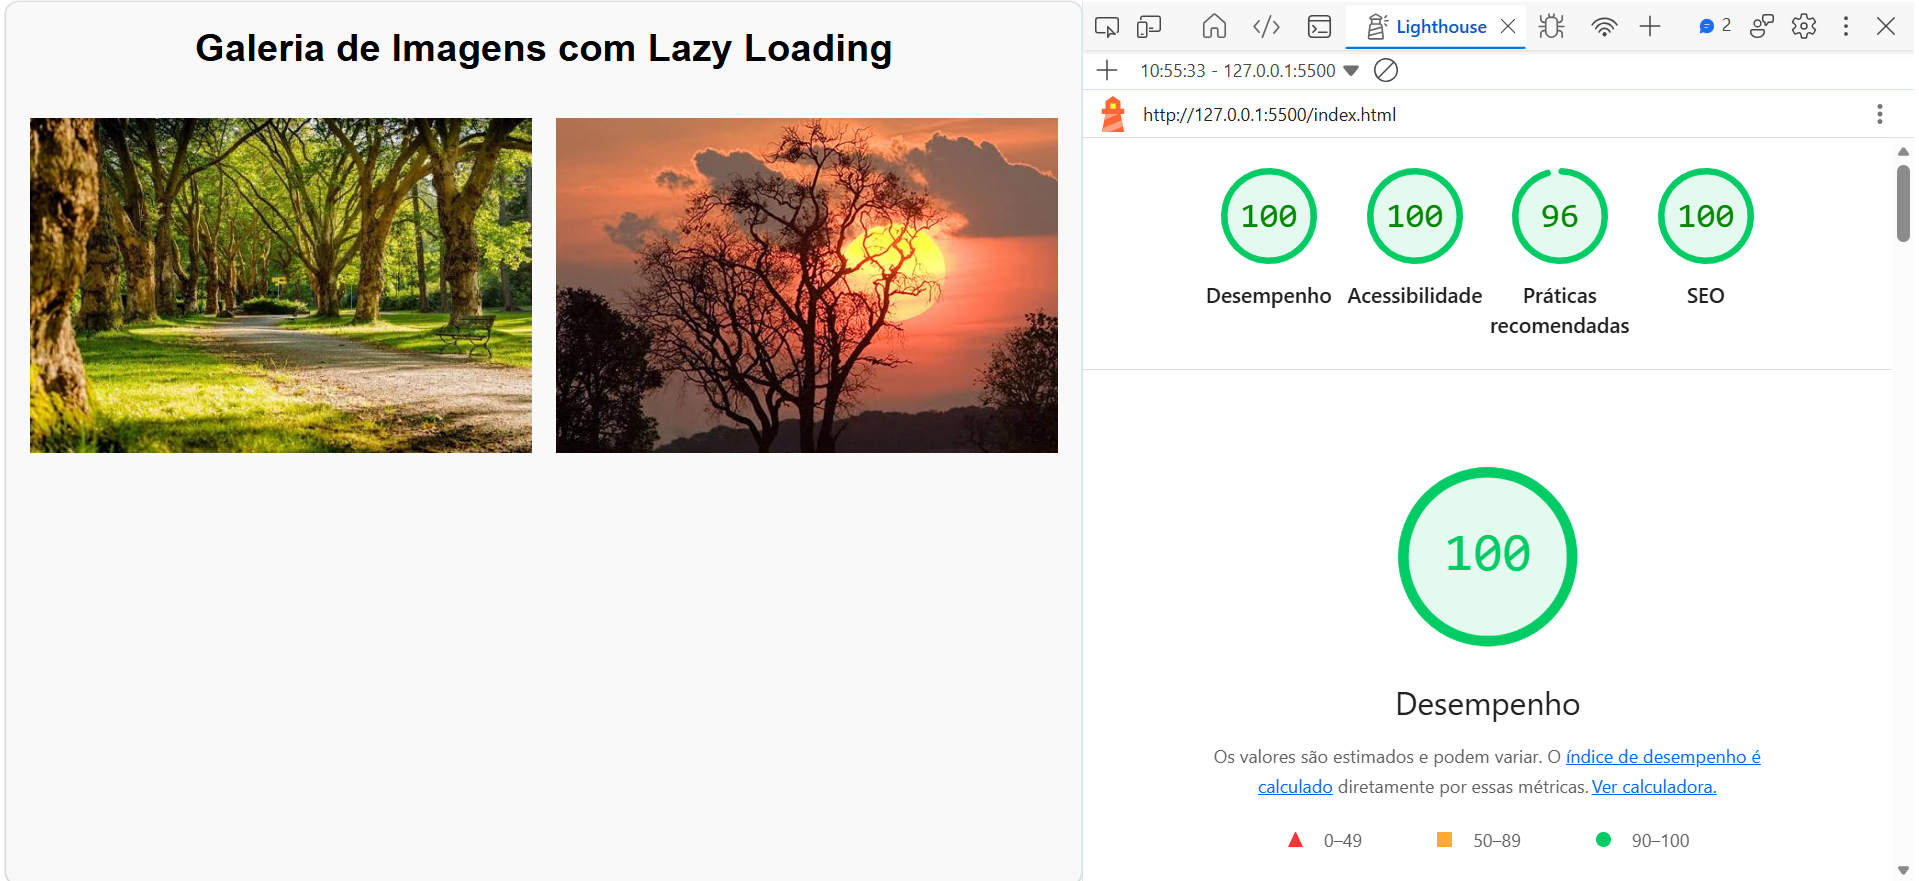 Galeria de Imagens com Lazy Loading
Lighthouse
2
10:55:33 - 127.0.0.1:5500
http://127.0.0.1:5500/index.html
100
100
96
100
Desempenho
Acessibilidade
Práticas
recomendadas
SEO
100
Desempenho
Os valores são estimados e podem variar. O índice de desempenho é
calculado diretamente por essas métricas. Ver calculadora.
0–49
50–89
90–100